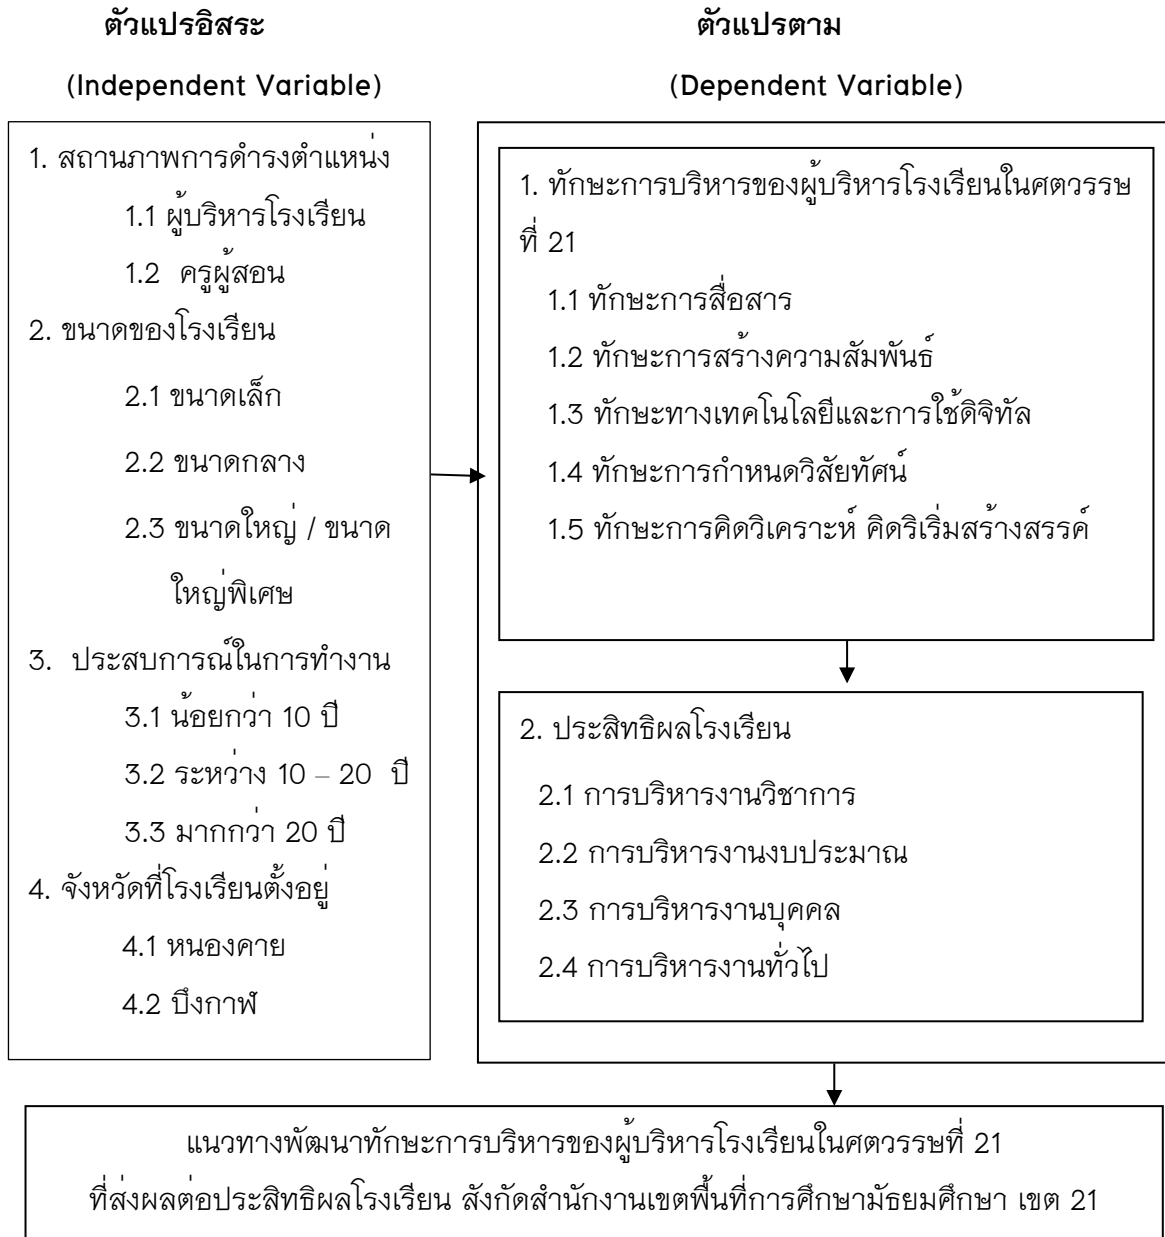 ตัวแปรอิสระ
(Independent Variable)
1. สถานภาพการดำรงตำแหน่ง
1.1 ผู้บริหารโรงเรียน
1.2 ครูผู้สอน
2. ขนาดของโรงเรียน
2.1 ขนาดเล็ก
2.2 ขนาดกลาง
2.3 ขนาดใหญ่ / ขนาด
ใหญ่พิเศษ
3. ประสบการณ์ในการทำงาน
3.1 น้อยกว่า 10 ปี
3.2 ระหว่าง 10 – 20 ปี
3.3 มากกว่า 20 ปี
4. จังหวัดที่โรงเรียนตั้งอยู่
4.1 หนองคาย
4.2 บึงกาฬ
ตัวแปรตาม
(Dependent Variable)
1. ทักษะการบริหารของผู้บริหารโรงเรียนในศตวรรษ
ที่ 21
1.1 ทักษะการสื่อสาร
1.2 ทักษะการสร้างความสัมพันธ์
1.3 ทักษะทางเทคโนโลยีและการใช้ดิจิทัล
1.4 ทักษะการกำหนดวิสัยทัศน์
1.5 ทักษะการคิดวิเคราะห์ คิดริเริ่มสร้างสรรค์
2. ประสิทธิผลโรงเรียน
2.1 การบริหารงานวิชาการ
2.2 การบริหารงานงบประมาณ
2.3 การบริหารงานบุคคล
2.4 การบริหารงานทั่วไป
แนวทางพัฒนาทักษะการบริหารของผู้บริหารโรงเรียนในศตวรรษที่ 21
ที่ส่งผลต่อประสิทธิผลโรงเรียน สังกัดสำนักงานเขตพื้นที่การศึกษามัธยมศึกษา เขต 21